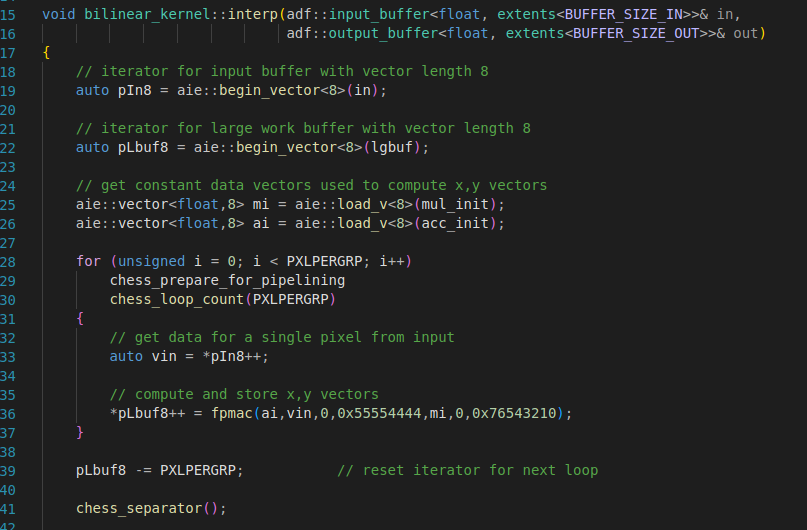 15 void bilinear_kernel::interp(adf::input_buffer<float, extents<BUFFER_SIZE_IN>>& in,
16                              adf::output_buffer<float, extents<BUFFER_SIZE_OUT>>& out)
17 {
18     // iterator for input buffer with vector length 8
19     auto pIn8 = aie::begin_vector<8>(in);
20
21     // iterator for large work buffer with vector length 8
22     auto pLbuf8 = aie::begin_vector<8>(lgbuf);
23
24     // get constant data vectors used to compute x,y vectors
25     aie::vector<float,8> mi = aie::load_v<8>(mul_init);
26     aie::vector<float,8> ai = aie::load_v<8>(acc_init);
27
28     for (unsigned i = 0; i < PXLPERGRP; i++)
29         chess_prepare_for_pipelining
30         chess_loop_count(PXLPERGRP)
31     {
32         // get data for a single pixel from input
33         auto vin = *pIn8++;
34
35         // compute and store x,y vectors
36         *pLbuf8++ = fpmac(ai,vin,0,0x55554444,mi,0,0x76543210);
37     }
38
39     pLbuf8 -= PXLPERGRP;           // reset iterator for next loop
40
41     chess_separator();
42